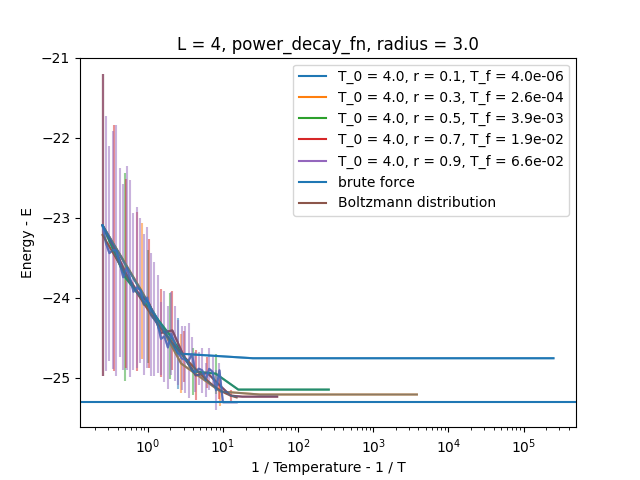 L = 4, power_decay_fn, radius = 3.0
Energy - E
−21
−22
−23
−24
−25
T_0 = 4.0, r = 0.1, T_f = 4.0e-06
T_0 = 4.0, r = 0.3, T_f = 2.6e-04
T_0 = 4.0, r = 0.5, T_f = 3.9e-03
T_0 = 4.0, r = 0.7, T_f = 1.9e-02
T_0 = 4.0, r = 0.9, T_f = 6.6e-02
brute force
Boltzmann distribution
10⁰ 10¹ 10² 10³ 10⁴ 10⁵
1 / Temperature - 1 / T